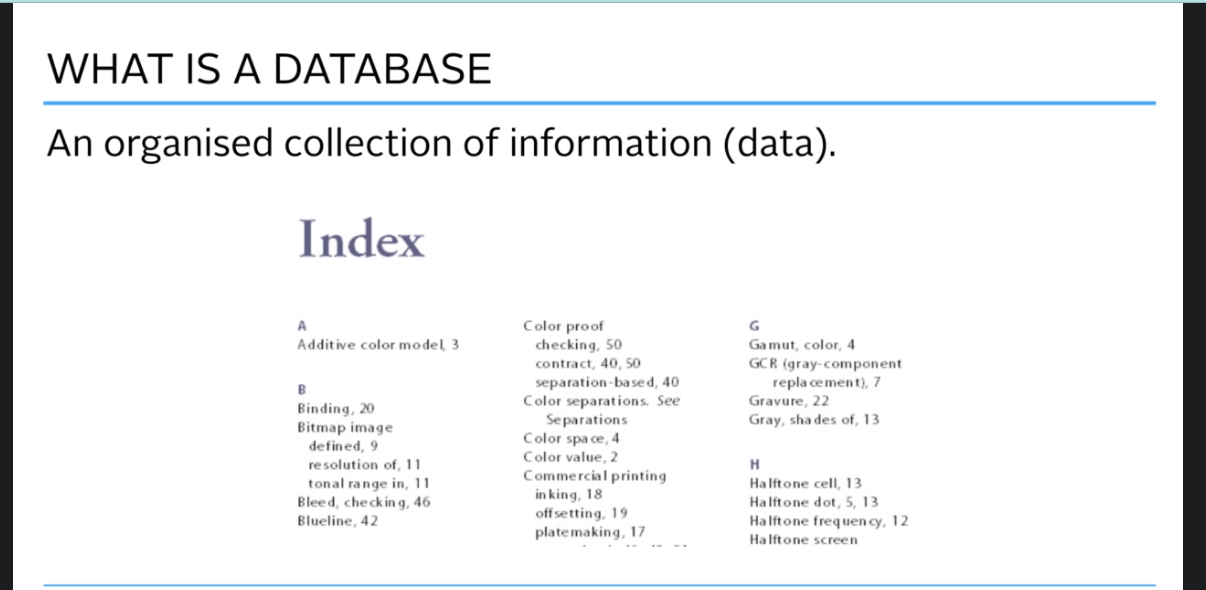 WHAT IS A DATABASE
An organised collection of information (data).
Index
A
Additive color model, 3
B
Binding, 20
Bitmap image
defined, 9
resolution of, 11
tonal range in, 11
Bleed, checking, 46
Blueline, 42
Color proof
checking, 50
contract, 40, 50
separation-based, 40
Color separations. See
Separations
Color space, 4
Color value, 2
Commercial printing
inking, 18
offsetting, 19
platemaking, 17
G
Gamut, color, 4
GCR (gray-component
replacement), 7
Gravure, 22
Gray, shades of, 13
H
Halftone cell, 13
Halftone dot, 5, 13
Halftone frequency, 12
Halftone screen